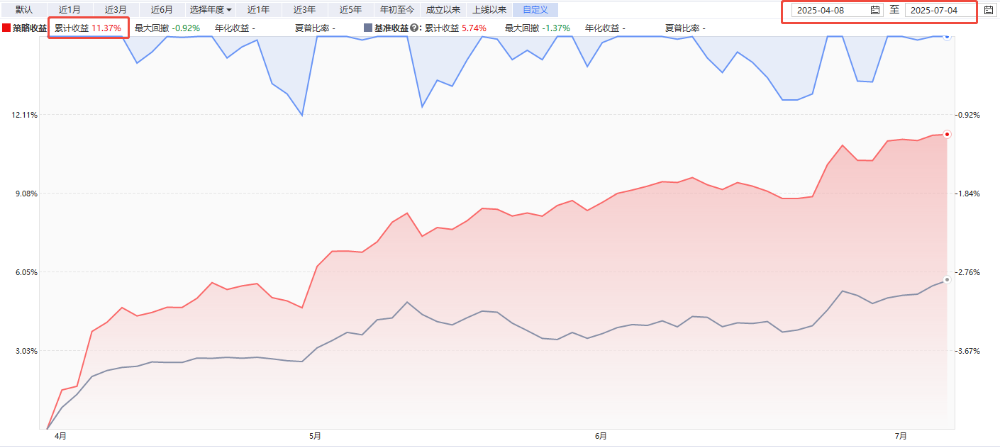 默认 近1月 近3月 近6月 选择年度 近1年 近3年 近5年 年初至今 成立以来 上线以来 自定义 2025-04-08 至 2025-07-04
策略收益 累计收益 11.37% 最大回撤 -0.92% 年化收益 - 夏普比率 - 基准收益?: 累计收益 5.74% 最大回撤 -1.37% 年化收益 - 夏普比率 -
12.11% -0.92%
9.08% -1.84%
6.05% -2.76%
3.03% -3.67%
4月 5月 6月 7月